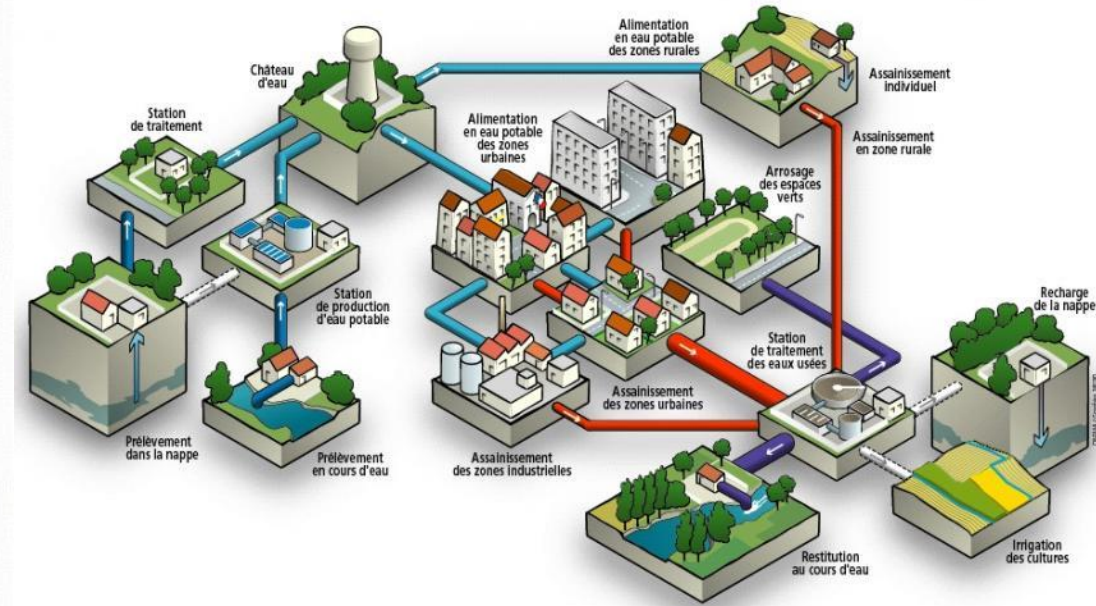 Alimentation
en eau potable
des zones rurales
Château
d'eau
Assainissement
individuel
Station
de traitement
Alimentation
en eau potable
des zones
urbaines
Assainissement
en zone rurale
Arrosage
des espaces
verts
Station
de production
d'eau potable
Recharge
de la nappe
Station
de traitement
des eaux usées
Assainissement
des zones urbaines
Prélèvement
dans la nappe
Prélèvement
en cours d'eau
Assainissement
des zones industrielles
Restitution
au cours d'eau
Irrigation
des cultures